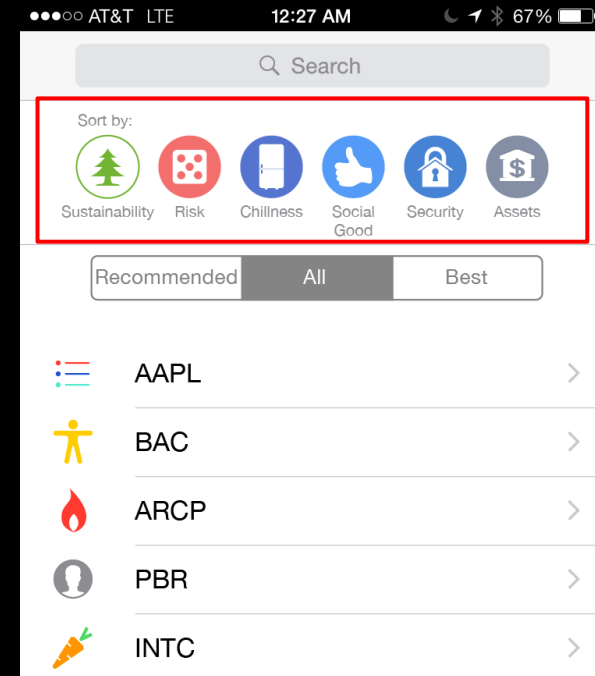 AT&T LTE 12:27 AM 67%
Search
Sort by:
Sustainability Risk Chillness Social Good Security Assets
Recommended All Best
AAPL
BAC
ARCP
PBR
INTC